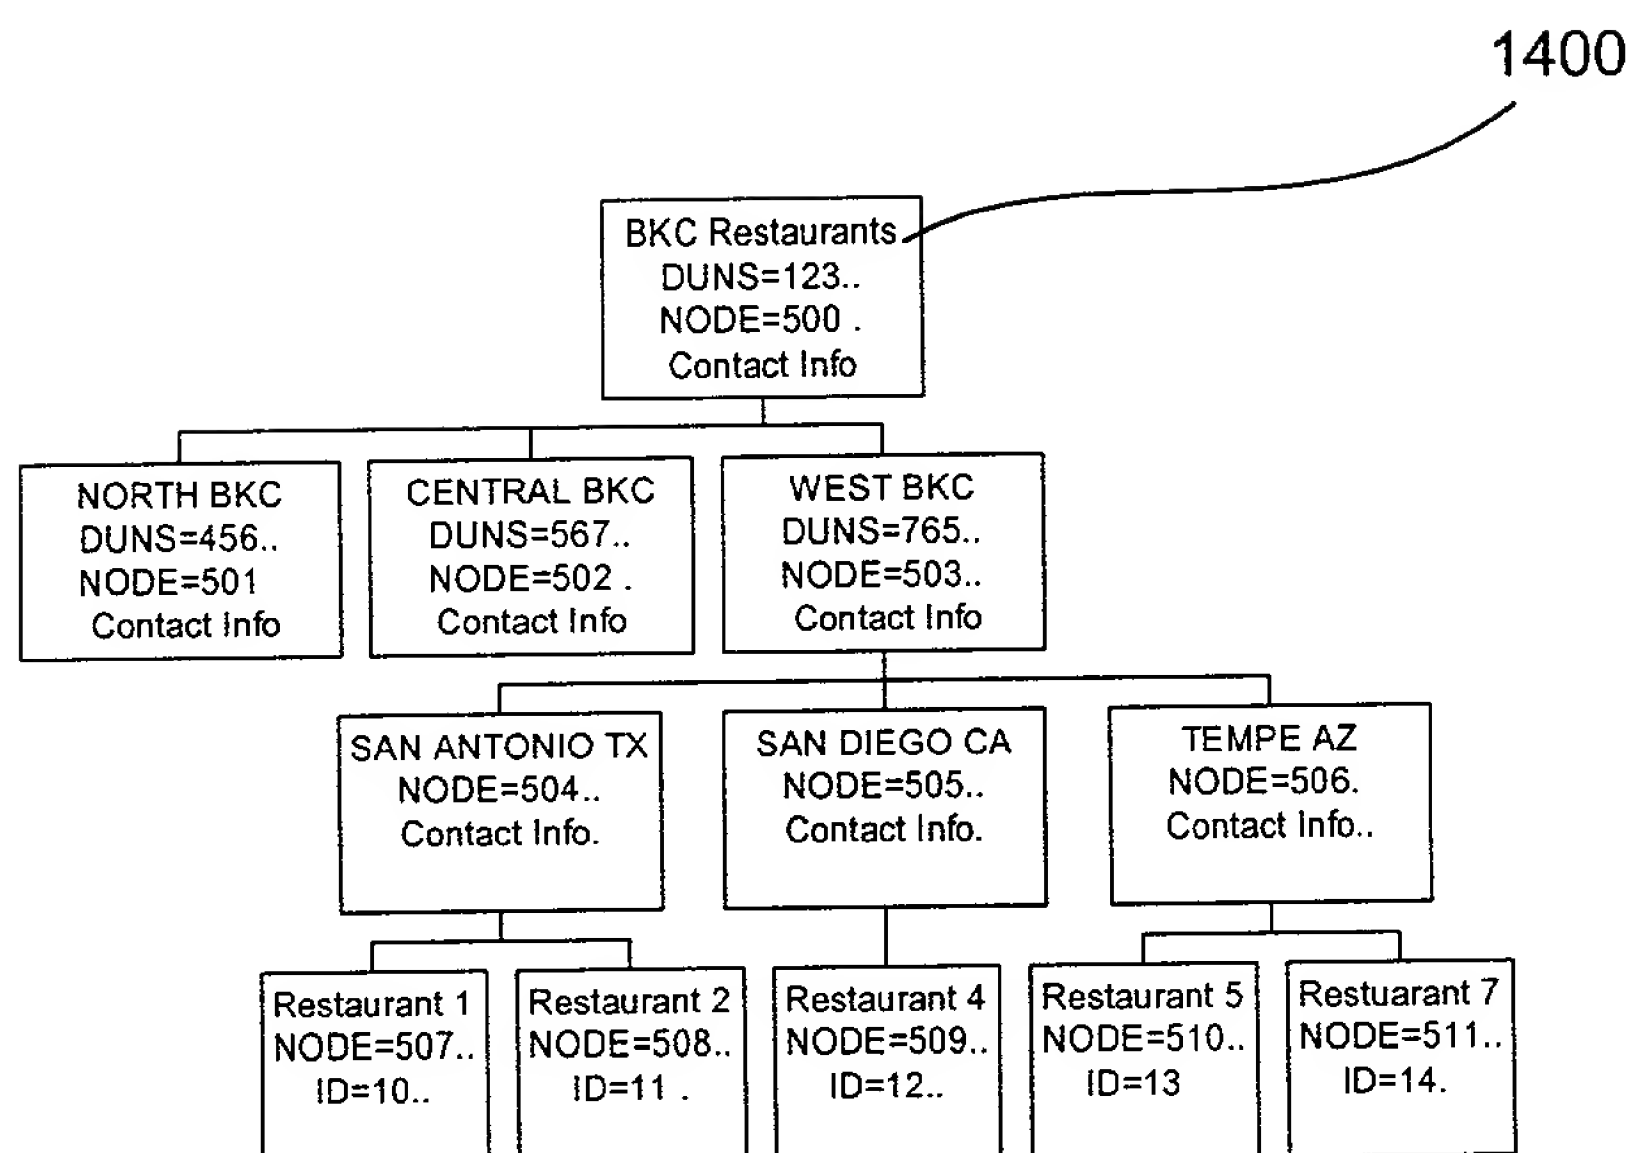 1400
BKC Restaurants
DUNS=123..
NODE=500 .
Contact Info
NORTH BKC
DUNS=456..
NODE=501
Contact Info
CENTRAL BKC
DUNS=567..
NODE=502 .
Contact Info
WEST BKC
DUNS=765..
NODE=503..
Contact Info
SAN ANTONIO TX
NODE=504..
Contact Info.
SAN DIEGO CA
NODE=505..
Contact Info.
TEMPE AZ
NODE=506.
Contact Info..
Restaurant 1
NODE=507..
ID=10..
Restaurant 2
NODE=508..
ID=11 .
Restaurant 4
NODE=509..
ID=12..
Restaurant 5
NODE=510..
ID=13
Restuarant 7
NODE=511..
ID=14.